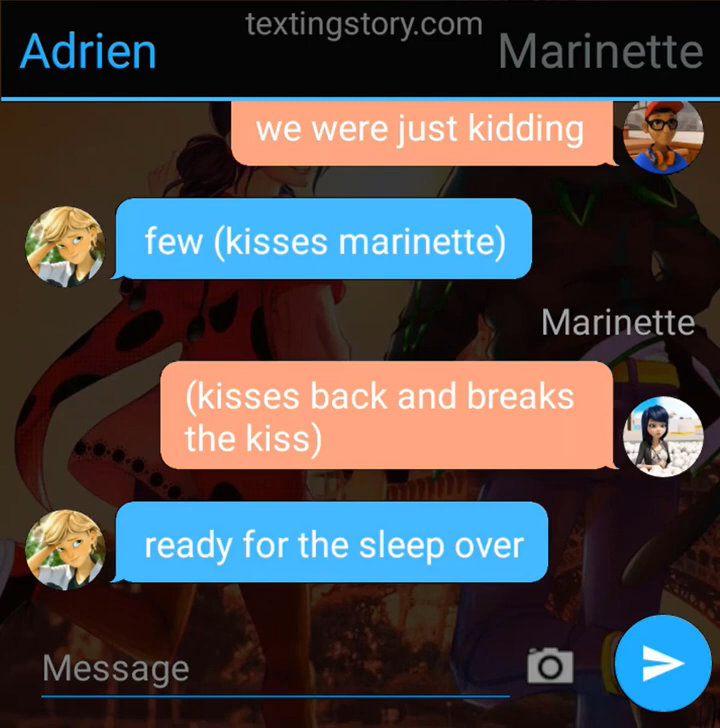 textingstory.com
Adrien
Marinette
we were just kidding
few (kisses marinette)
Marinette
(kisses back and breaks
the kiss)
ready for the sleep over
Message